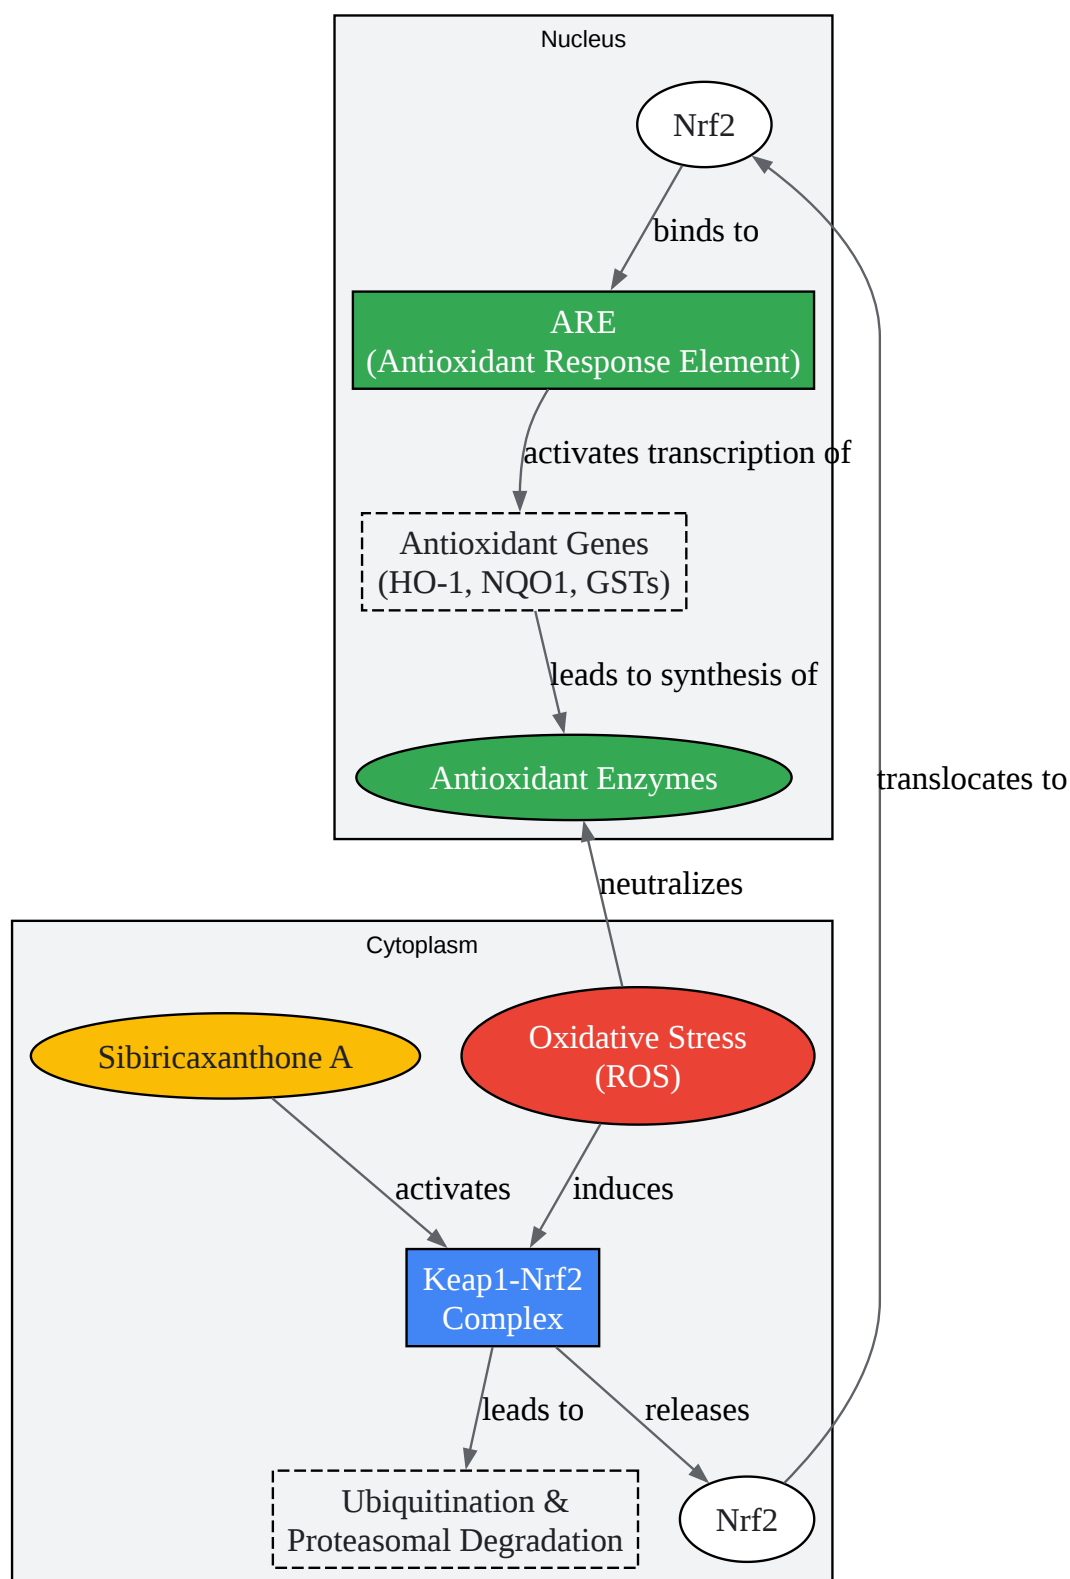 Nucleus
Nrf2
binds to
ARE
(Antioxidant Response Element)
activates transcription of
Antioxidant Genes
(HO-1, NQO1, GSTs)
leads to synthesis of
Antioxidant Enzymes
translocates to
neutralizes
Cytoplasm
Sibiricaxanthone A
Oxidative Stress
(ROS)
activates
induces
Keap1-Nrf2
Complex
leads to
releases
Ubiquitination &
Proteasomal Degradation
Nrf2